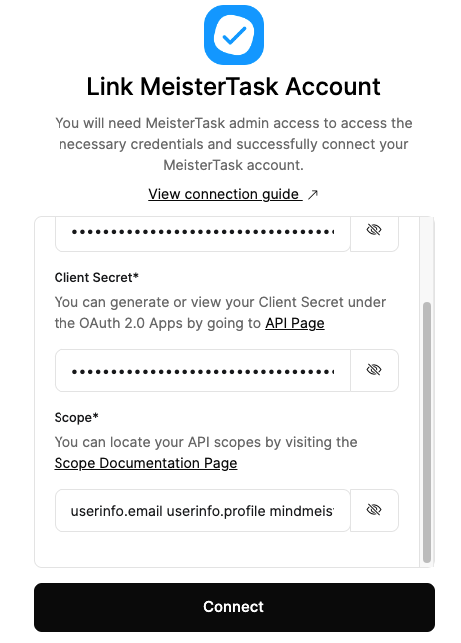 Link MeisterTask Account
You will need MeisterTask admin access to access the
necessary credentials and successfully connect your
MeisterTask account.
View connection guide ↗
••••••••••••••••••••••••••••••••••
Client Secret*
You can generate or view your Client Secret under
the OAuth 2.0 Apps by going to API Page
••••••••••••••••••••••••••••••••••
Scope*
You can locate your API scopes by visiting the
Scope Documentation Page
userinfo.email userinfo.profile mindmeis
Connect